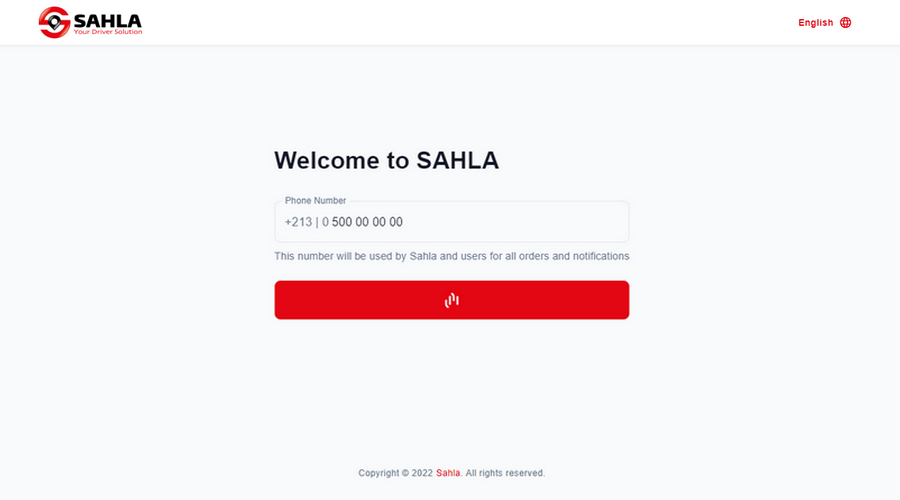 SAHLA
Your Driver Solution
English
Welcome to SAHLA
Phone Number
+213 | 0 500 00 00 00
This number will be used by Sahla and users for all orders and notifications
Copyright © 2022 Sahla. All rights reserved.